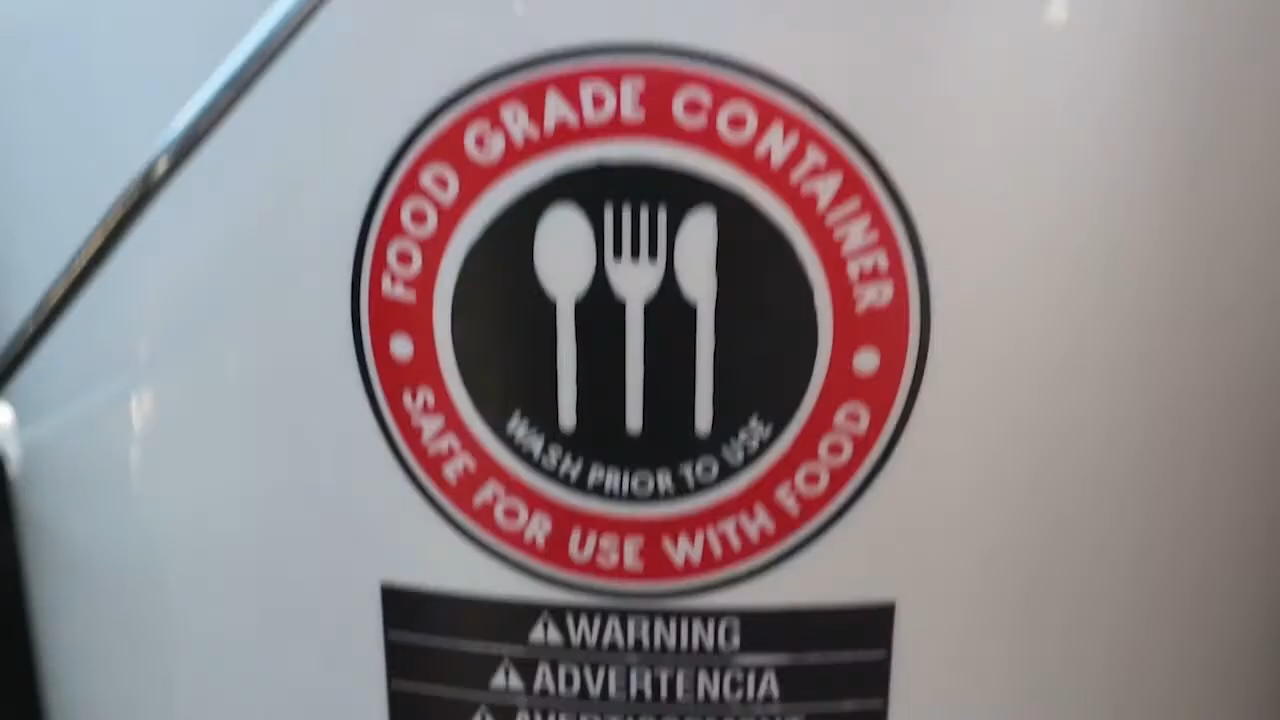 FOOD GRADE CONTAINER
WASH PRIOR TO USE
SAFE FOR USE WITH FOOD
WARNING
ADVERTENCIA